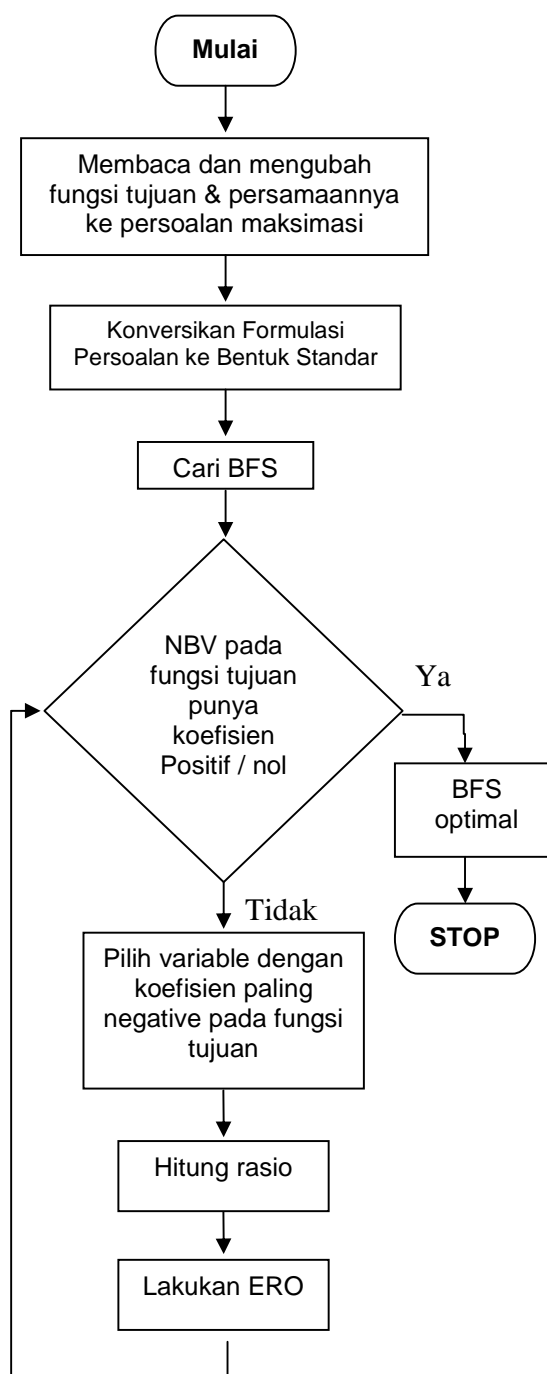 Mulai
Membaca dan mengubah
fungsi tujuan & persamaannya
ke persoalan maksimasi
Konversikan Formulasi
Persoalan ke Bentuk Standar
Cari BFS
NBV pada
fungsi tujuan
punya
koefisien
Positif / nol
Ya
BFS
optimal
STOP
Tidak
Pilih variable dengan
koefisien paling
negative pada fungsi
tujuan
Hitung rasio
Lakukan ERO